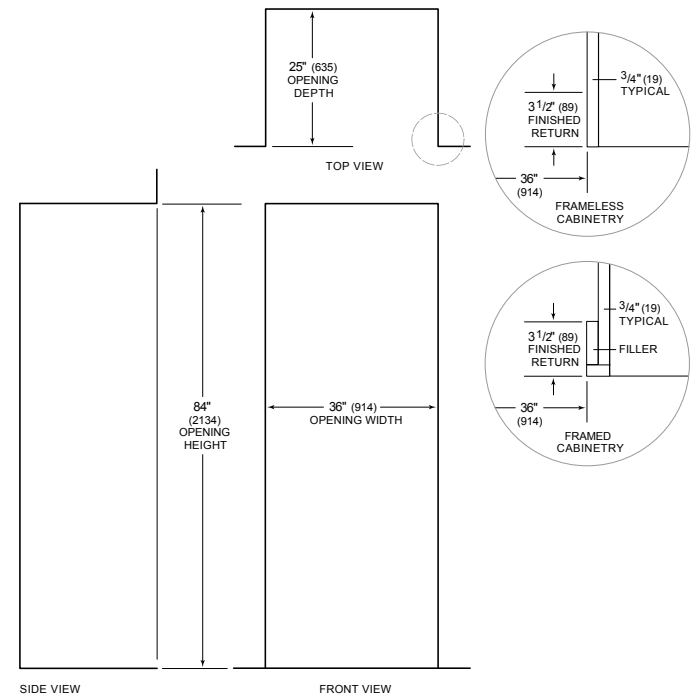 25" (635)
OPENING
DEPTH
TOP VIEW
3/4" (19)
TYPICAL
3 1/2" (89)
FINISHED
RETURN
36"
(914)
FRAMELESS
CABINETRY
3/4" (19)
TYPICAL
3 1/2" (89)
FINISHED
RETURN
FILLER
36"
(914)
FRAMED
CABINETRY
84"
(2134)
OPENING
HEIGHT
36" (914)
OPENING WIDTH
SIDE VIEW
FRONT VIEW